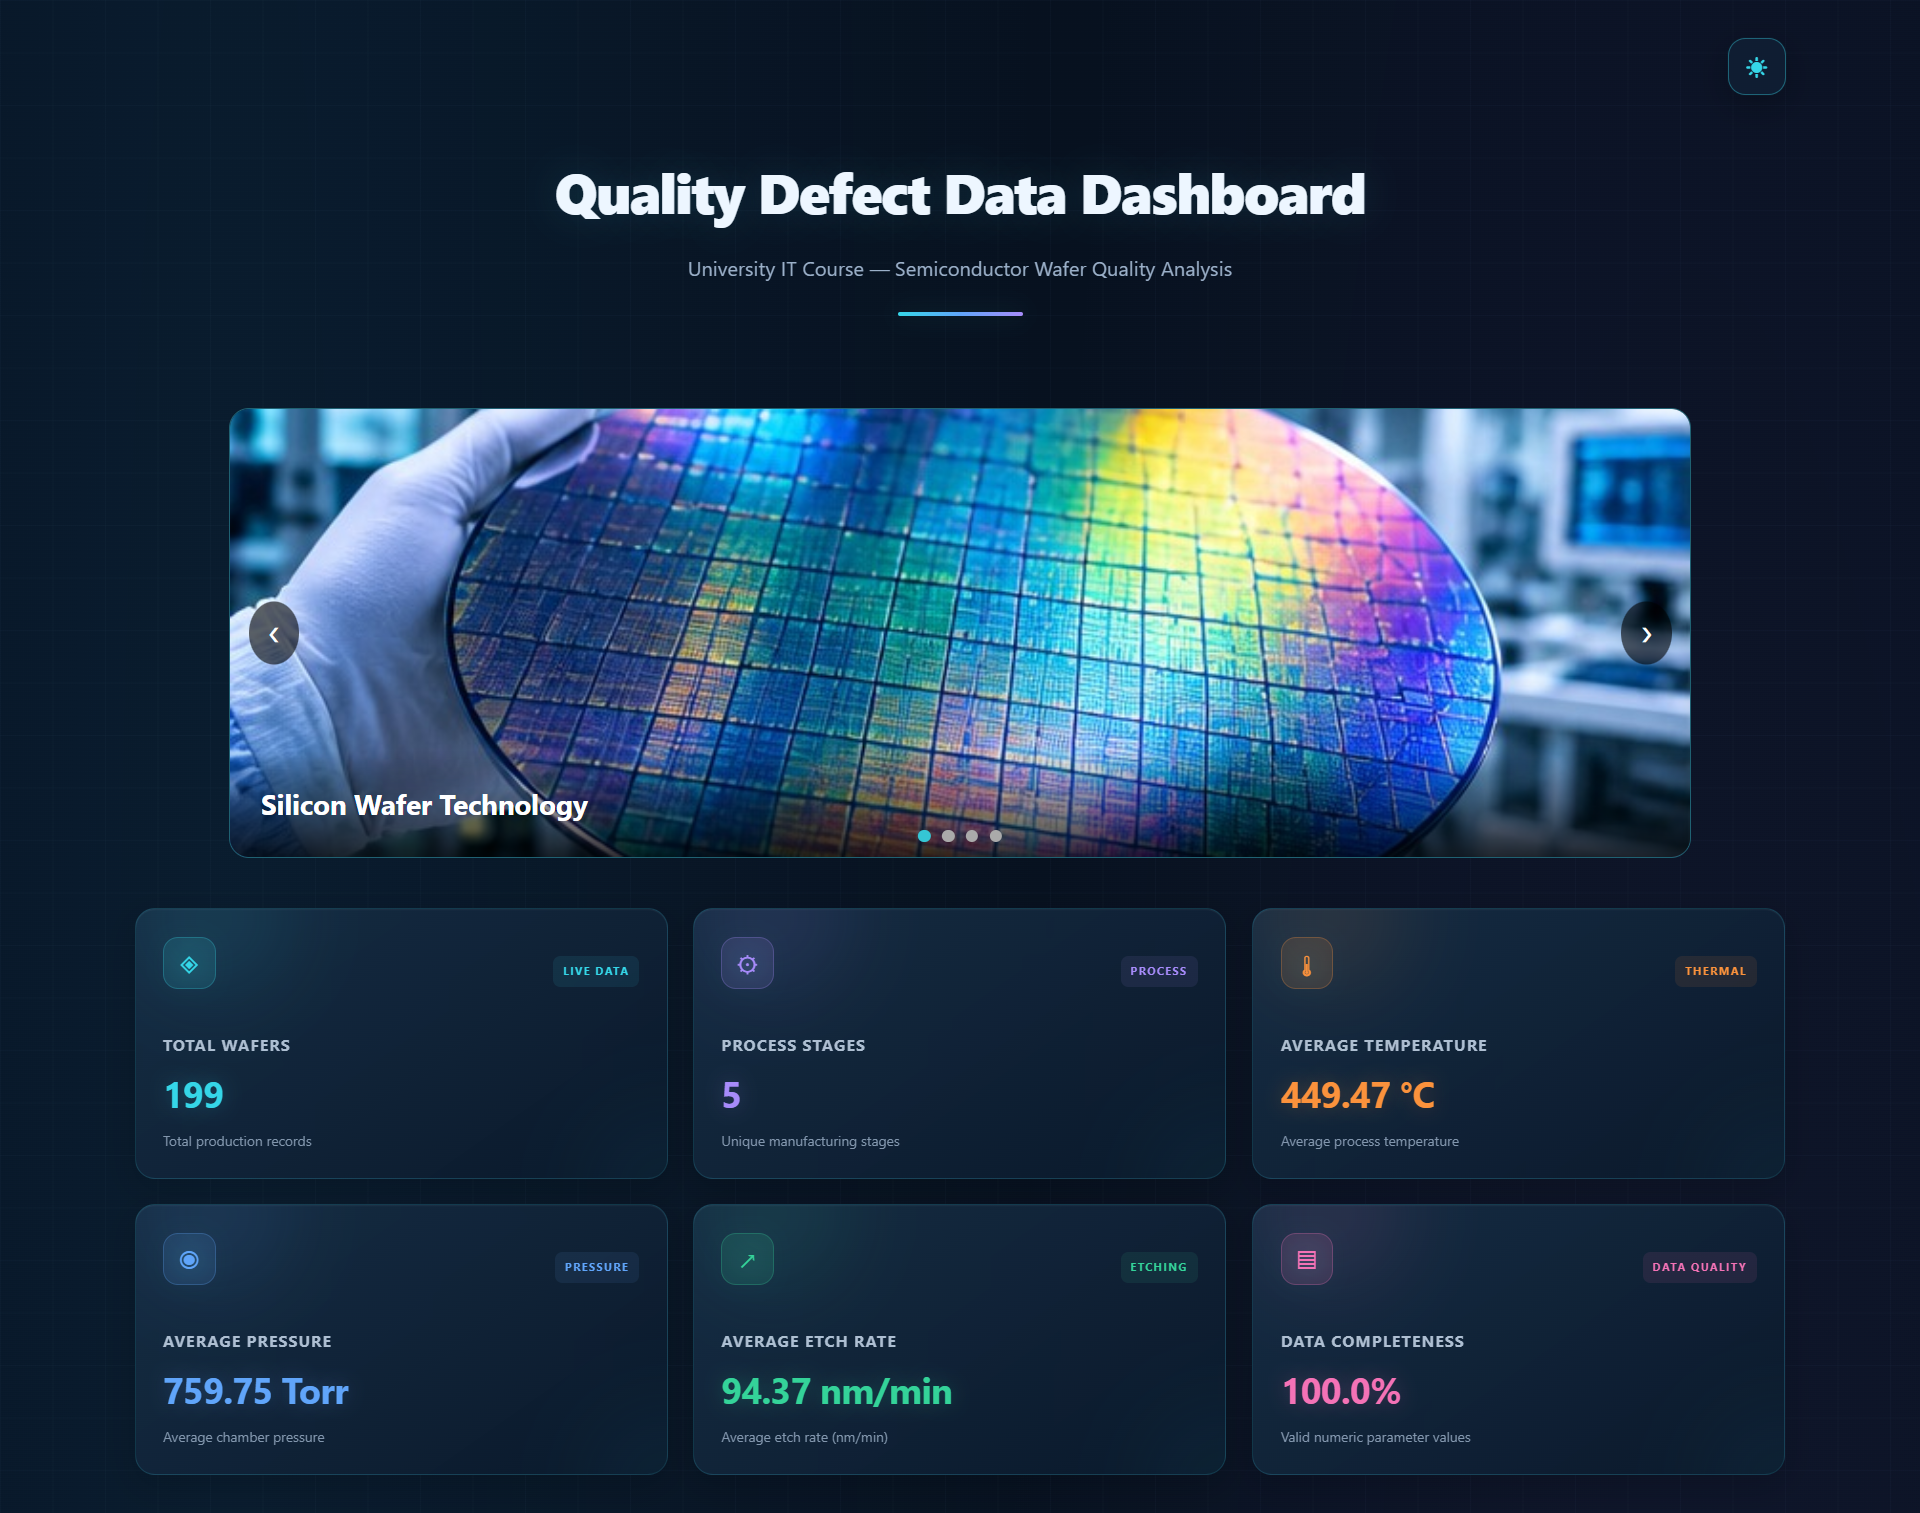 Quality Defect Data Dashboard
University IT Course — Semiconductor Wafer Quality Analysis
Silicon Wafer Technology
LIVE DATA
TOTAL WAFERS
199
Total production records
PROCESS
PROCESS STAGES
5
Unique manufacturing stages
THERMAL
AVERAGE TEMPERATURE
449.47 °C
Average process temperature
PRESSURE
AVERAGE PRESSURE
759.75 Torr
Average chamber pressure
ETCHING
AVERAGE ETCH RATE
94.37 nm/min
Average etch rate (nm/min)
DATA QUALITY
DATA COMPLETENESS
100.0%
Valid numeric parameter values